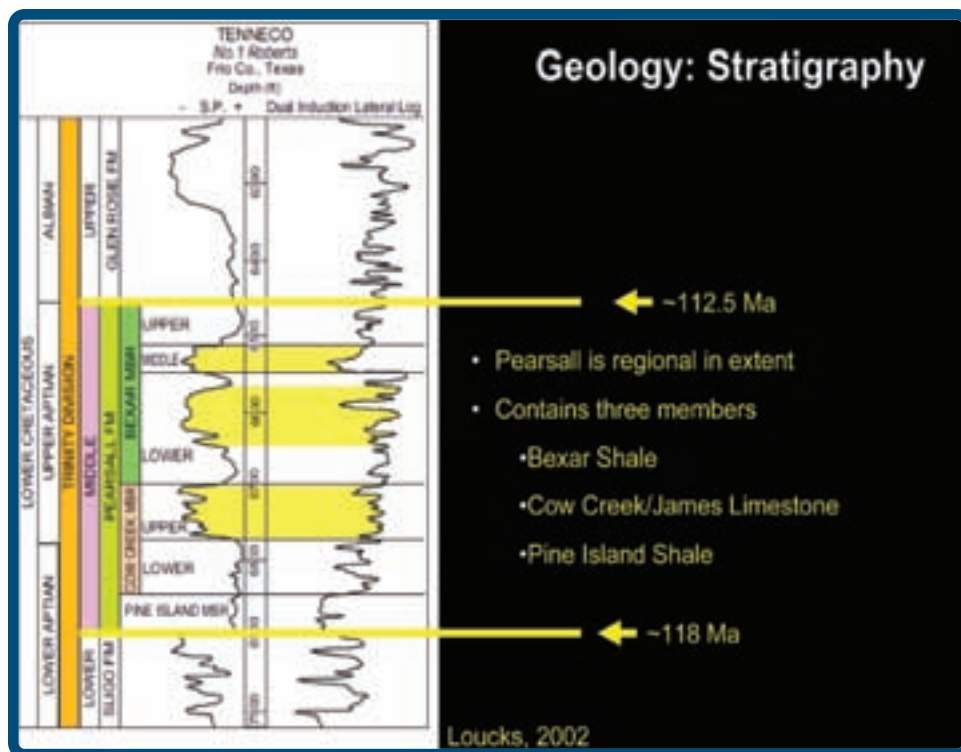 TENNECO
No. 1 Roberts
Frio Co., Texas
Depth (ft)
- S.P. + Dual Induction Lateral Log
Geology: Stratigraphy
LOWER CRETACEOUS
ALBIAN
UPPER APTIAN
LOWER APTIAN
TRINITY DIVISION
UPPER
MIDDLE
LOWER
GLEN ROSE FM
PEARSALL FM
SLIGO FM
BEXAR MBR
COW CREEK MBR
UPPER
MIDDLE
LOWER
UPPER
LOWER
PINE ISLAND MBR
~112.5 Ma
• Pearsall is regional in extent
• Contains three members
•Bexar Shale
•Cow Creek/James Limestone
•Pine Island Shale
~118 Ma
Loucks, 2002